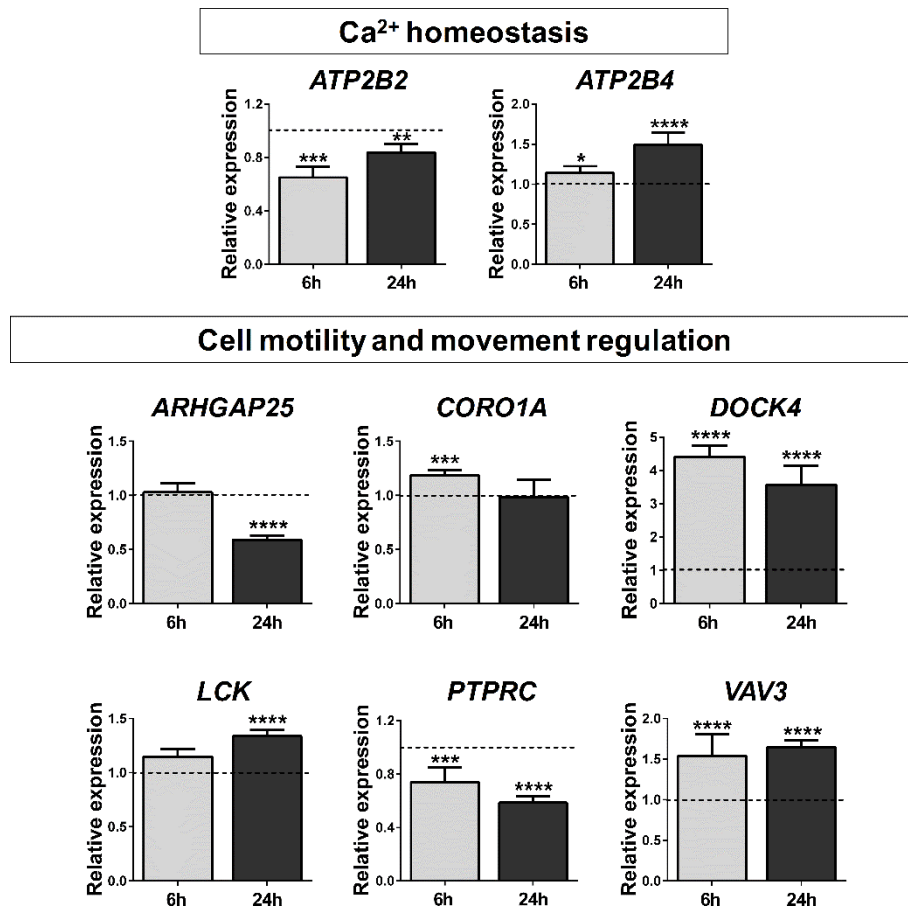 Ca²⁺ homeostasis
ATP2B2
ATP2B4
Relative expression
1.2
0.8
0.4
0.0
***
**
6h
24h
Relative expression
2.0
1.5
1.0
0.5
0.0
*
****
6h
24h
Cell motility and movement regulation
ARHGAP25
CORO1A
DOCK4
Relative expression
1.5
1.0
0.5
0.0
****
6h
24h
Relative expression
1.5
1.0
0.5
0.0
***
6h
24h
Relative expression
5
4
3
2
1
0
****
****
6h
24h
LCK
PTPRC
VAV3
Relative expression
1.5
1.0
0.5
0.0
****
6h
24h
Relative expression
1.2
0.8
0.4
0.0
***
****
6h
24h
Relative expression
2.0
1.5
1.0
0.5
0.0
****
****
6h
24h